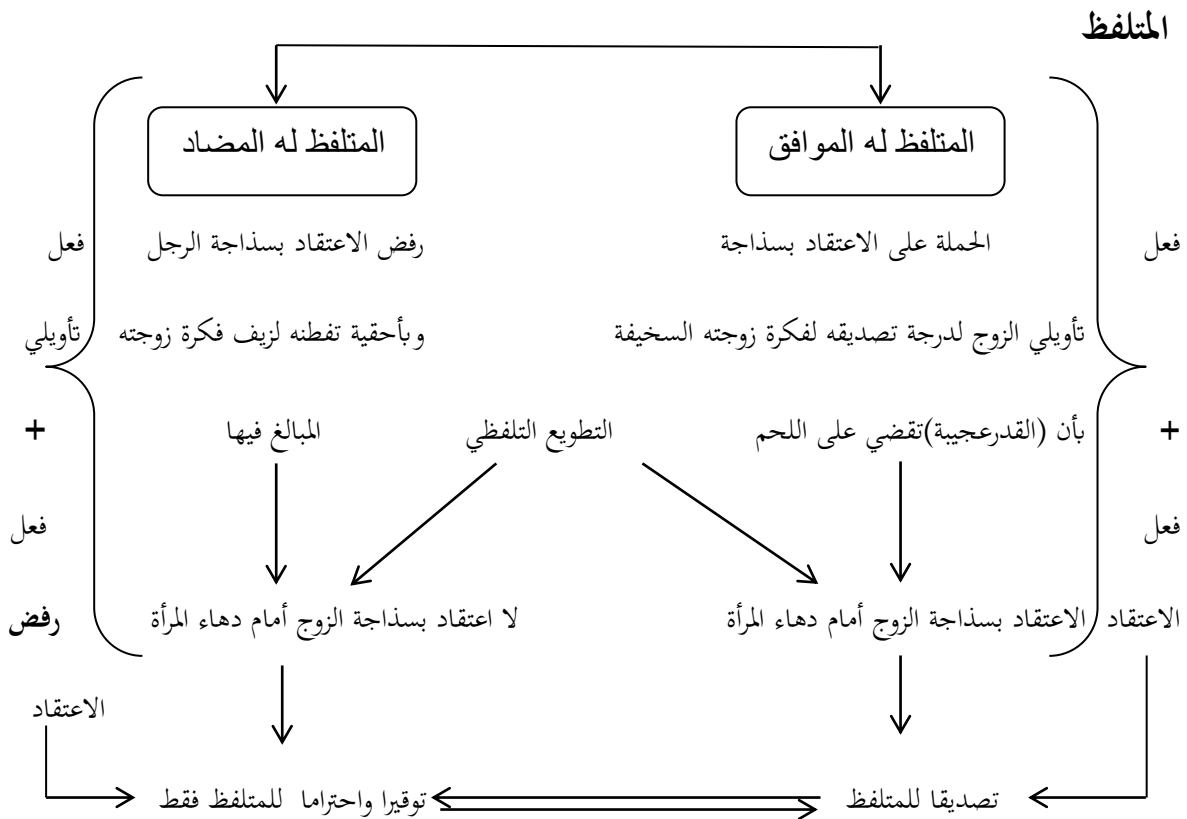 المتلفظ
المتلفظ له الموافق المتلفظ له المضاد
فعل الحملة على الاعتقاد بسذاجة رفض الاعتقاد بسذاجة الرجل فعل
تأويلي الزوج لدرجة تصديقه لفكرة زوجته السخيفة وبأحقية تفطنه لزيف فكرة زوجته تأويلي
+ بأن (القدرعجيبة)تقضي على اللحم التطويع التلفظي المبالغ فيها +
فعل فعل
الاعتقاد الاعتقاد بسذاجة الزوج أمام دهاء المرأة لا اعتقاد بسذاجة الزوج أمام دهاء المرأة رفض
الاعتقاد
تصديقا للمتلفظ توقيرا واحتراما للمتلفظ فقط